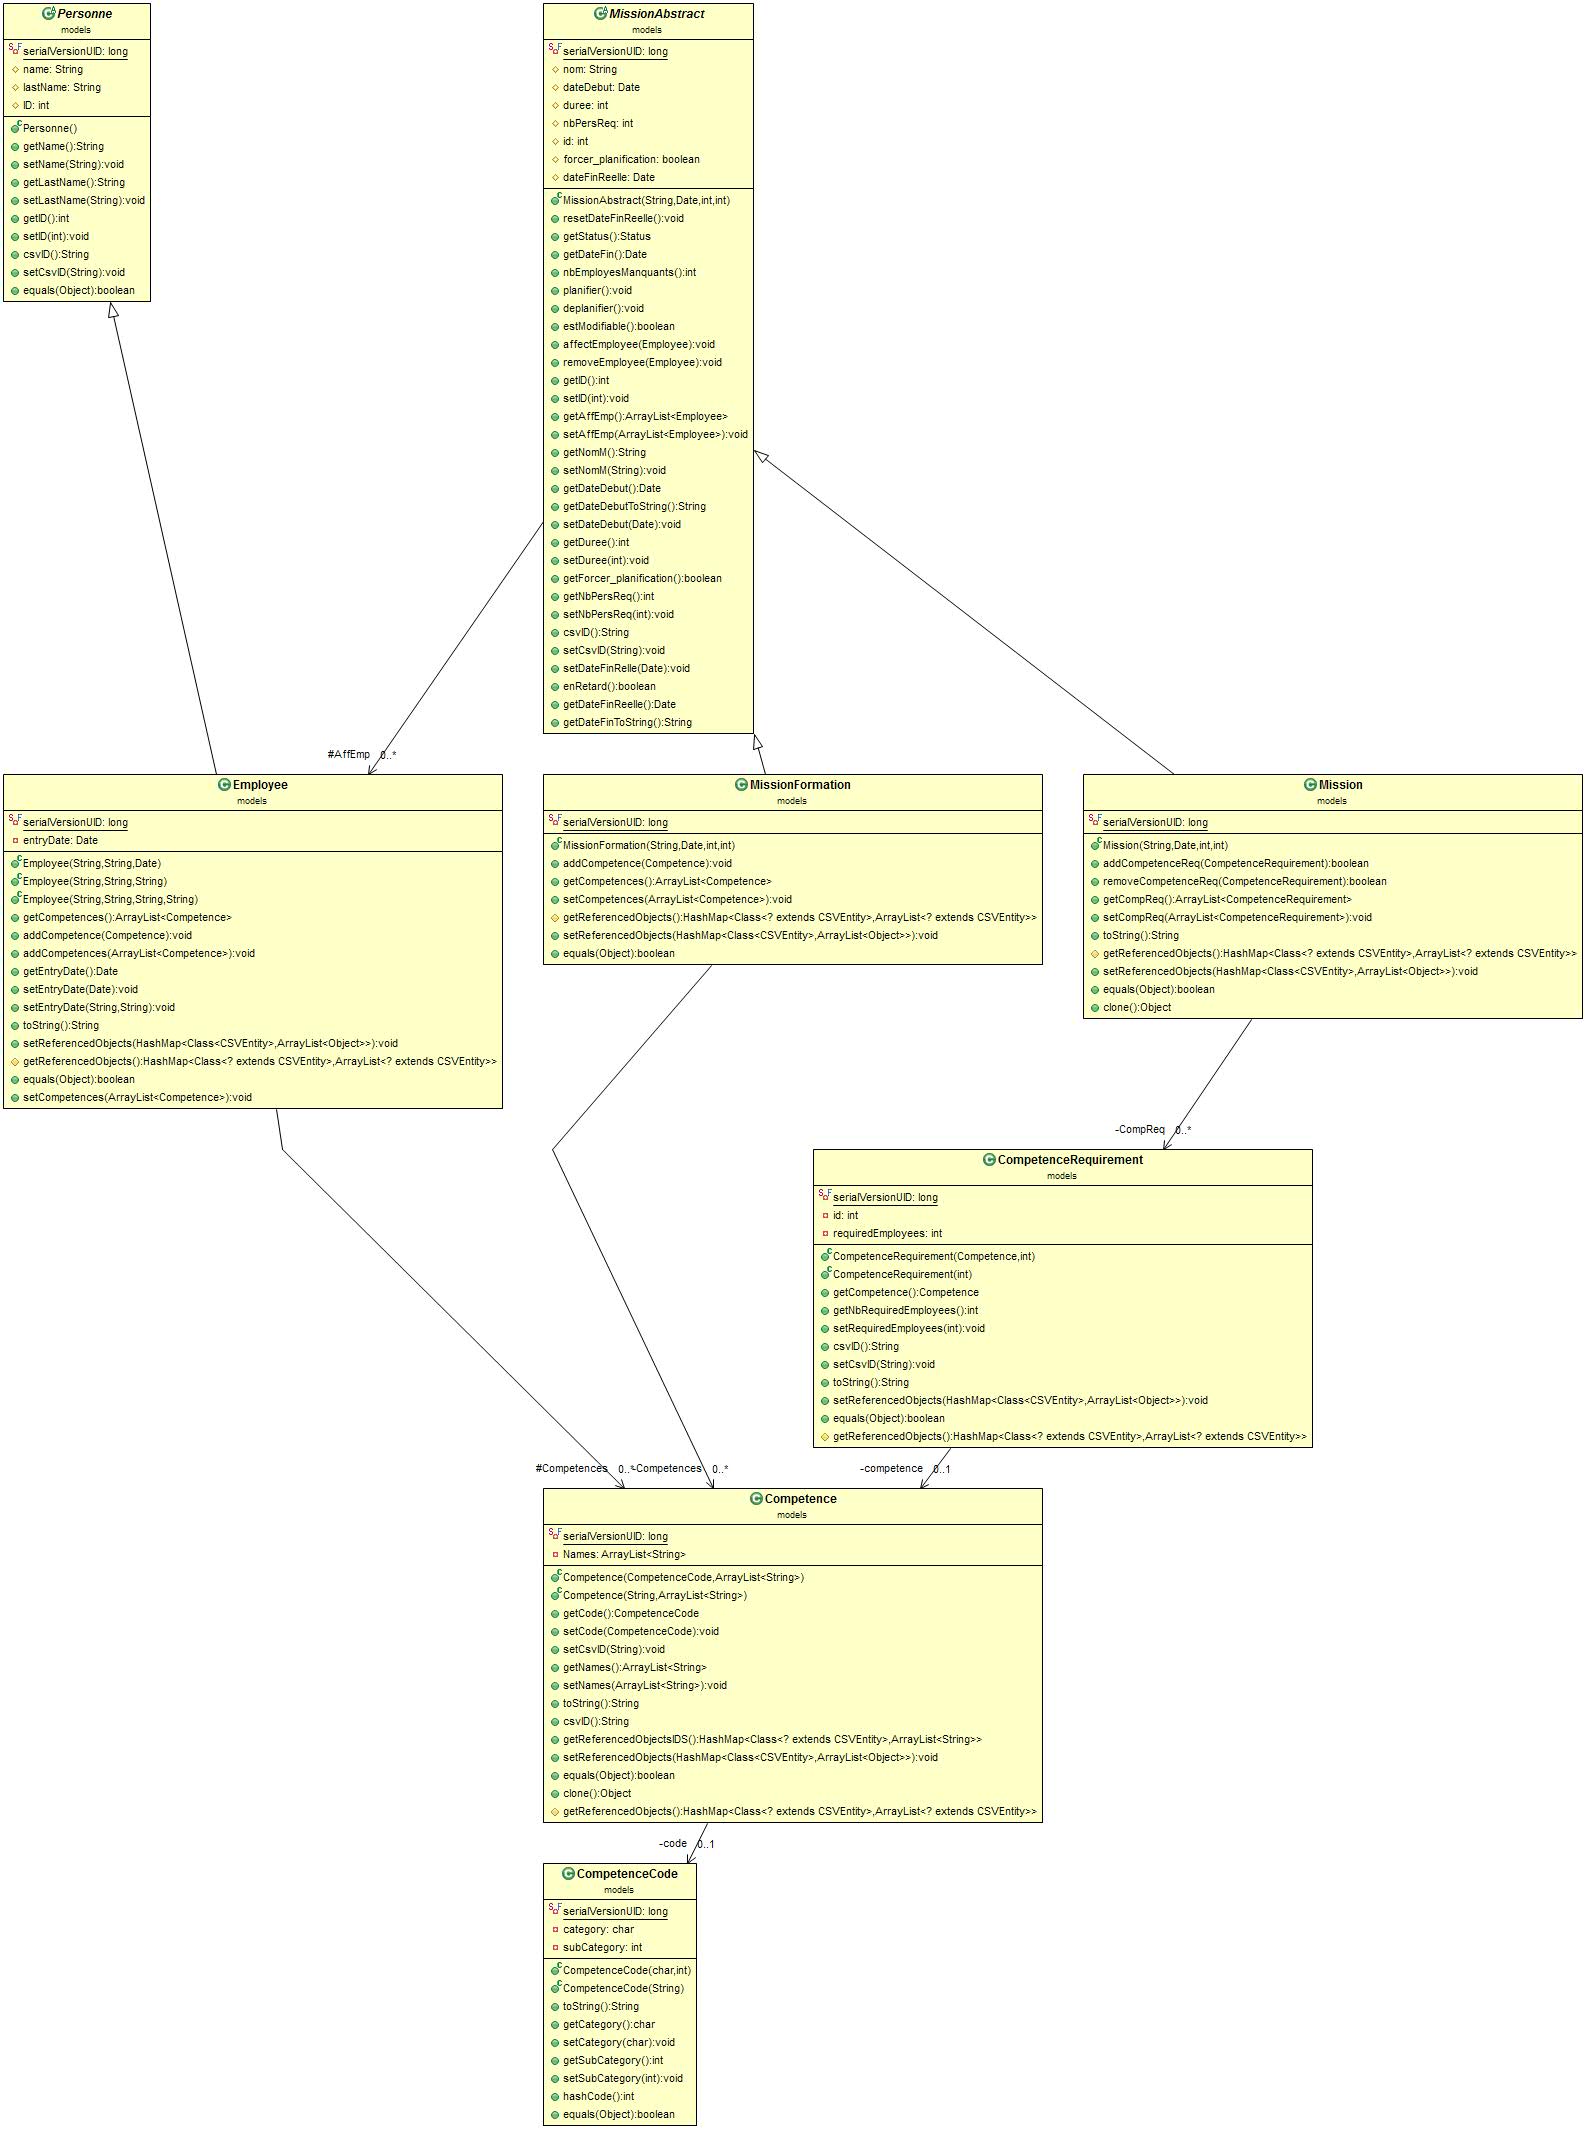 Personne
models
serialVersionUID: long
name: String
lastName: String
ID: int
Personne()
getName():String
setName(String):void
getLastName():String
setLastName(String):void
getID():int
setID(int):void
csvID():String
setCsvID(String):void
equals(Object):boolean
MissionAbstract
models
serialVersionUID: long
nom: String
dateDebut: Date
duree: int
nbPersReq: int
id: int
forcer_planification: boolean
dateFinReelle: Date
MissionAbstract(String,Date,int,int)
resetDateFinReelle():void
getStatus():Status
getDateFin():Date
nbEmployesManquants():int
planifier():void
deplanifier():void
estModifiable():boolean
affectEmployee(Employee):void
removeEmployee(Employee):void
getID():int
setID(int):void
getAffEmp():ArrayList<Employee>
setAffEmp(ArrayList<Employee>):void
getNomM():String
setNomM(String):void
getDateDebut():Date
getDateDebutToString():String
setDateDebut(Date):void
getDuree():int
setDuree(int):void
getForcer_planification():boolean
getNbPersReq():int
setNbPersReq(int):void
csvID():String
setCsvID(String):void
setDateFinRelle(Date):void
enRetard():boolean
getDateFinReelle():Date
getDateFinToString():String
#AffEmp 0..*
Employee
models
serialVersionUID: long
entryDate: Date
Employee(String,String,Date)
Employee(String,String,String)
Employee(String,String,String,String)
getCompetences():ArrayList<Competence>
addCompetence(Competence):void
addCompetences(ArrayList<Competence>):void
getEntryDate():Date
setEntryDate(Date):void
setEntryDate(String,String):void
toString():String
setReferencedObjects(HashMap<Class<CSVEntity>,ArrayList<Object>>):void
getReferencedObjects():HashMap<Class<? extends CSVEntity>,ArrayList<? extends CSVEntity>>
equals(Object):boolean
setCompetences(ArrayList<Competence>):void
MissionFormation
models
serialVersionUID: long
MissionFormation(String,Date,int,int)
addCompetence(Competence):void
getCompetences():ArrayList<Competence>
setCompetences(ArrayList<Competence>):void
getReferencedObjects():HashMap<Class<? extends CSVEntity>,ArrayList<? extends CSVEntity>>
setReferencedObjects(HashMap<Class<CSVEntity>,ArrayList<Object>>):void
equals(Object):boolean
Mission
models
serialVersionUID: long
Mission(String,Date,int,int)
addCompetenceReq(CompetenceRequirement):boolean
removeCompetenceReq(CompetenceRequirement):boolean
getCompReq():ArrayList<CompetenceRequirement>
setCompReq(ArrayList<CompetenceRequirement>):void
toString():String
getReferencedObjects():HashMap<Class<? extends CSVEntity>,ArrayList<? extends CSVEntity>>
setReferencedObjects(HashMap<Class<CSVEntity>,ArrayList<Object>>):void
equals(Object):boolean
clone():Object
-CompReq 0..*
CompetenceRequirement
models
serialVersionUID: long
id: int
requiredEmployees: int
CompetenceRequirement(Competence,int)
CompetenceRequirement(int)
getCompetence():Competence
getNbRequiredEmployees():int
setRequiredEmployees(int):void
csvID():String
setCsvID(String):void
toString():String
setReferencedObjects(HashMap<Class<CSVEntity>,ArrayList<Object>>):void
equals(Object):boolean
getReferencedObjects():HashMap<Class<? extends CSVEntity>,ArrayList<? extends CSVEntity>>
#Competences 0..* -Competences 0..* -competence 0..1
Competence
models
serialVersionUID: long
Names: ArrayList<String>
Competence(CompetenceCode,ArrayList<String>)
Competence(String,ArrayList<String>)
getCode():CompetenceCode
setCode(CompetenceCode):void
setCsvID(String):void
getNames():ArrayList<String>
setNames(ArrayList<String>):void
toString():String
csvID():String
getReferencedObjectsIDS():HashMap<Class<? extends CSVEntity>,ArrayList<String>>
setReferencedObjects(HashMap<Class<CSVEntity>,ArrayList<Object>>):void
equals(Object):boolean
clone():Object
getReferencedObjects():HashMap<Class<? extends CSVEntity>,ArrayList<? extends CSVEntity>>
-code 0..1
CompetenceCode
models
serialVersionUID: long
category: char
subCategory: int
CompetenceCode(char,int)
CompetenceCode(String)
toString():String
getCategory():char
setCategory(char):void
getSubCategory():int
setSubCategory(int):void
hashCode():int
equals(Object):boolean